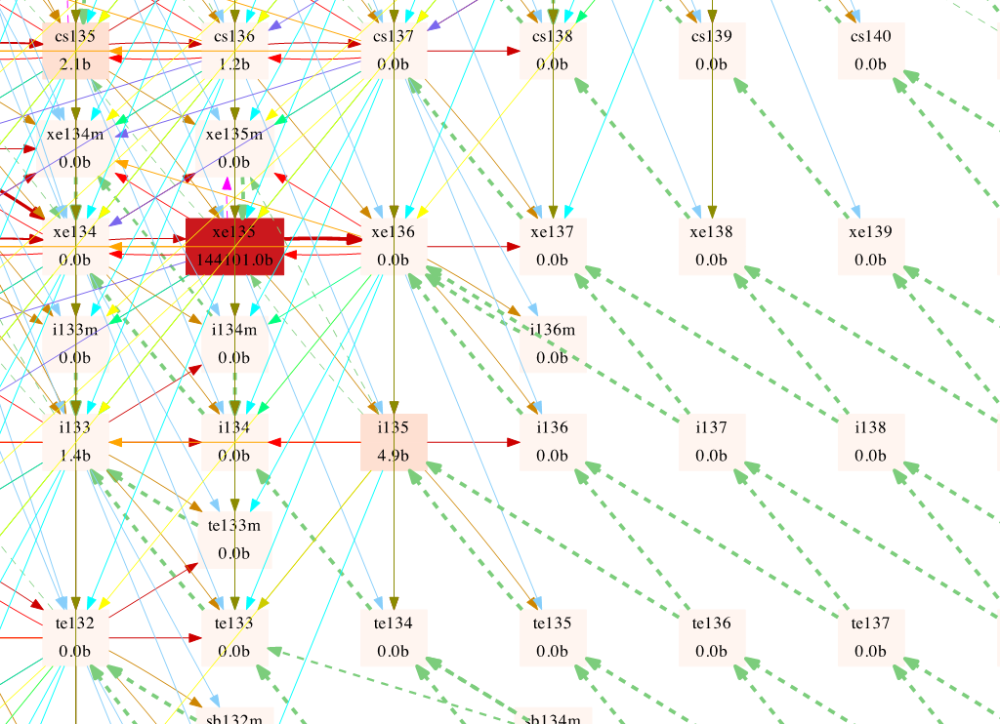 cs135
2.1b
cs136
1.2b
cs137
0.0b
cs138
0.0b
cs139
0.0b
cs140
0.0b
xe134m
0.0b
xe135m
0.0b
xe134
0.0b
xe135
144101.0b
xe136
0.0b
xe137
0.0b
xe138
0.0b
xe139
0.0b
i133m
0.0b
i134m
0.0b
i136m
0.0b
i133
1.4b
i134
0.0b
i135
4.9b
i136
0.0b
i137
0.0b
i138
0.0b
te133m
0.0b
te132
0.0b
te133
0.0b
te134
0.0b
te135
0.0b
te136
0.0b
te137
0.0b
sb132m
sb134m